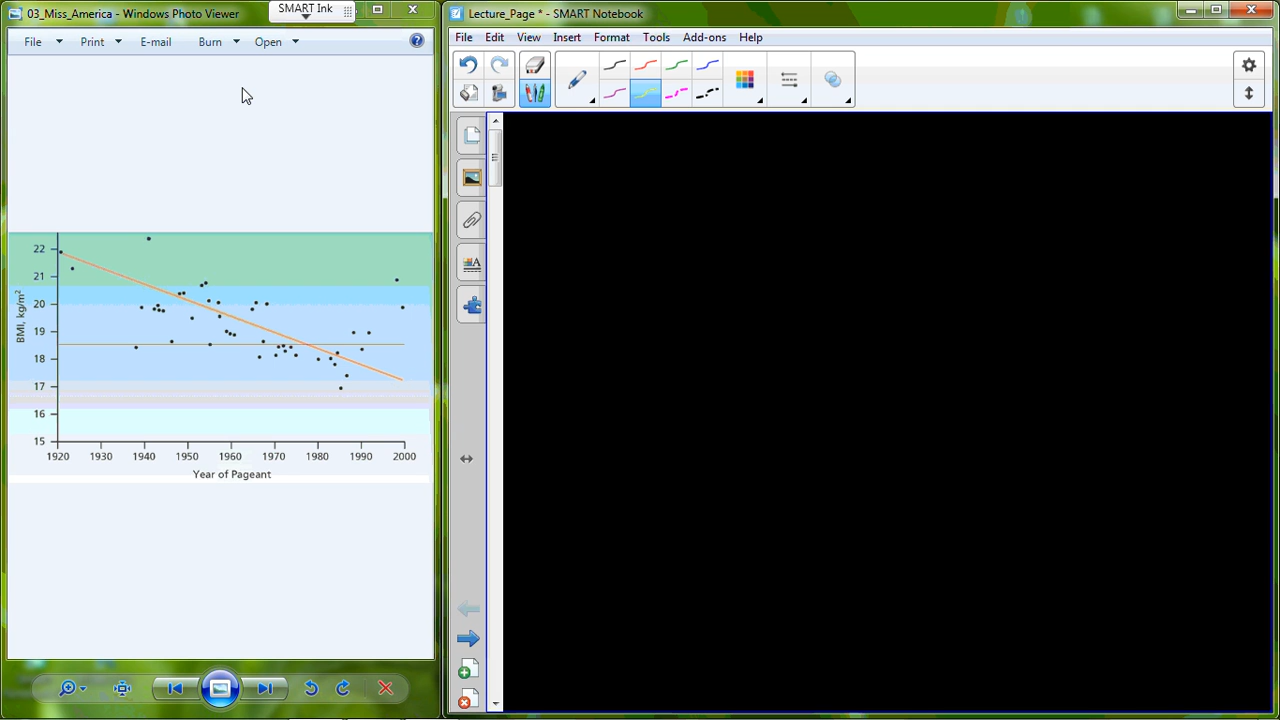 03_Miss_America - Windows Photo Viewer
SMART Ink
File Print E-mail Burn Open
22
21
20
19
18
17
16
15
BMI, kg/m²
1920 1930 1940 1950 1960 1970 1980 1990 2000
Year of Pageant
Lecture_Page * - SMART Notebook
File Edit View Insert Format Tools Add-ons Help